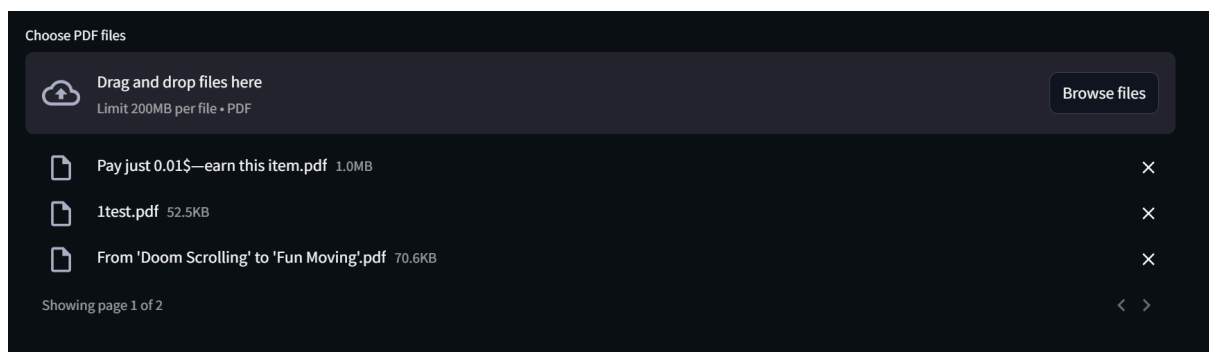 Choose PDF files
Drag and drop files here
Limit 200MB per file • PDF
Browse files
Pay just 0.01$—earn this item.pdf 1.0MB
1test.pdf 52.5KB
From 'Doom Scrolling' to 'Fun Moving'.pdf 70.6KB
Showing page 1 of 2